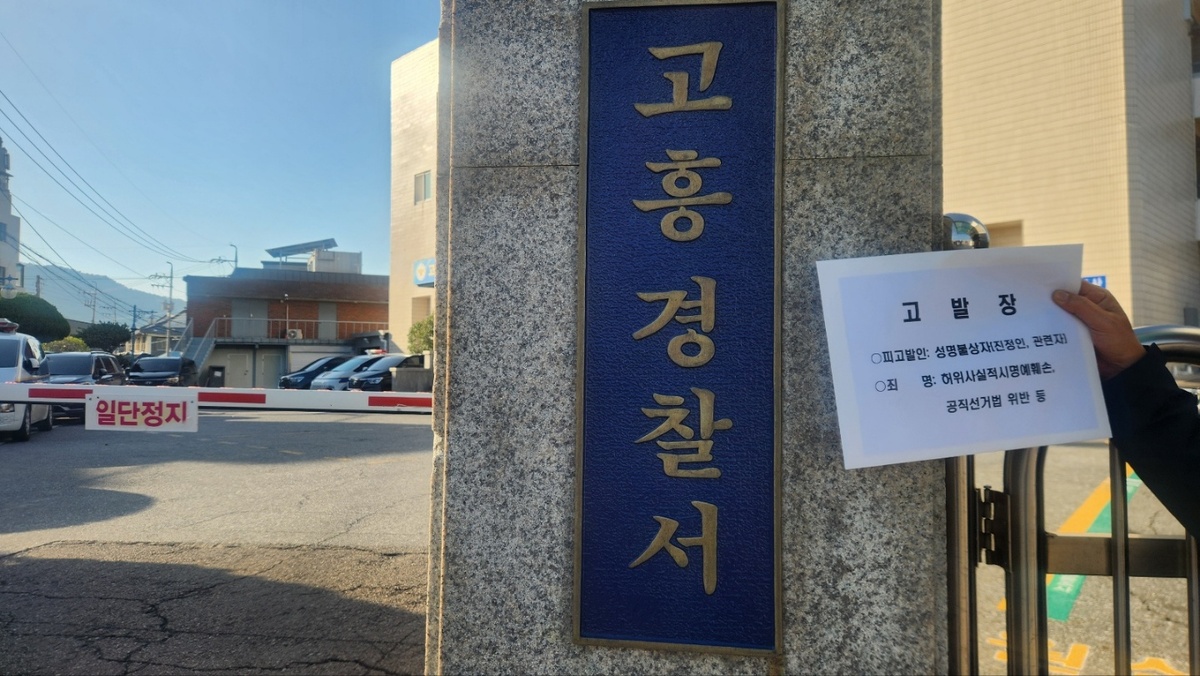 고흥경찰서
일단정지
고 발 장
○피고발인: 성명불상자(진정인, 관련자)
○죄 명: 허위사실적시명예훼손,
공직선거법 위반 등